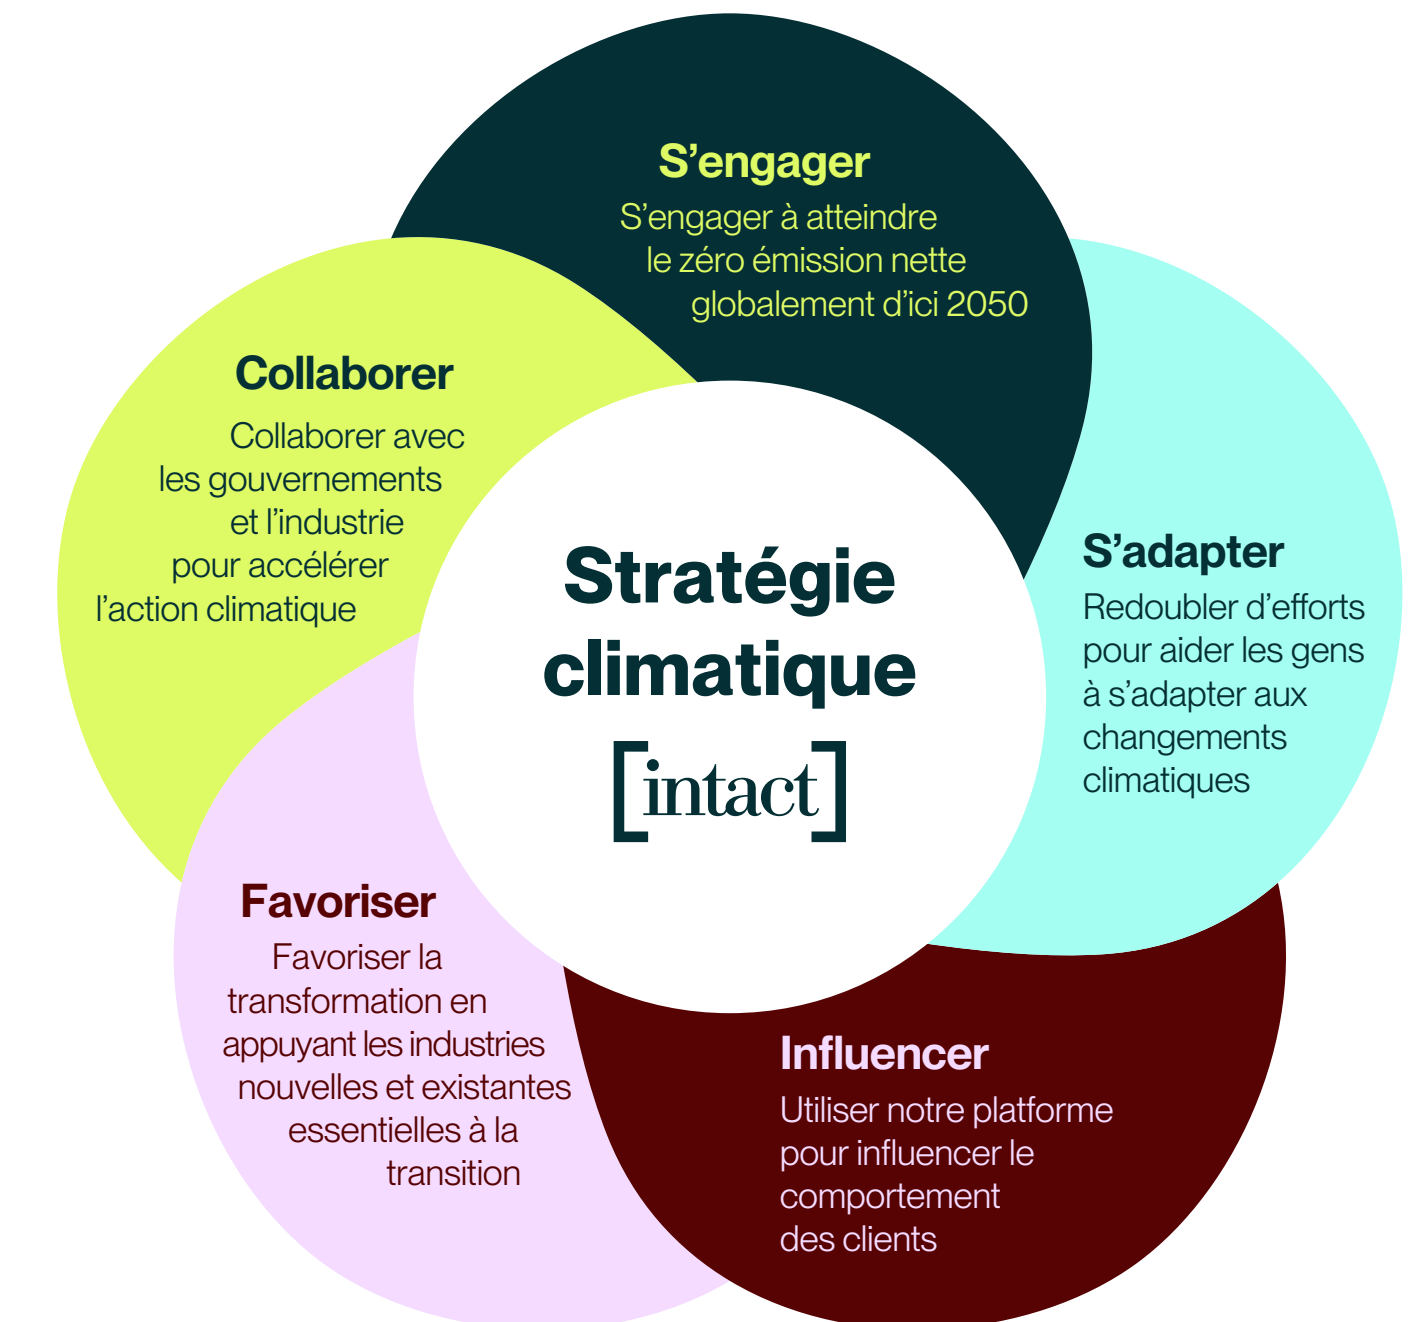 S’engager
S’engager à atteindre
le zéro émission nette
globalement d’ici 2050
S’adapter
Redoubler d’efforts
pour aider les gens
à s’adapter aux
changements
climatiques
Influencer
Utiliser notre platforme
pour influencer le
comportement
des clients
Favoriser
Favoriser la
transformation en
appuyant les industries
nouvelles et existantes
essentielles à la
transition
Collaborer
Collaborer avec
les gouvernements
et l’industrie
pour accélérer
l’action climatique
Stratégie
climatique
[intact]